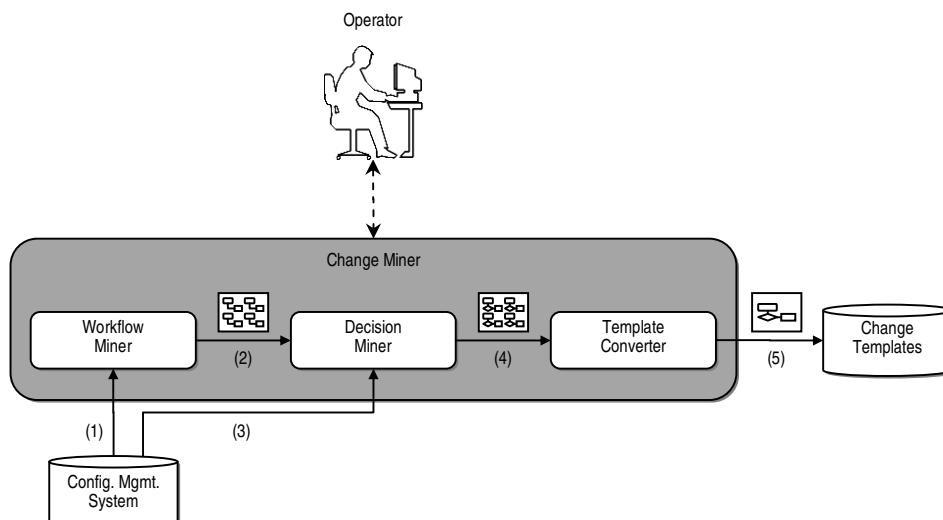 Operator
Change Miner
Workflow
Miner
(2)
Decision
Miner
(4)
Template
Converter
(5)
Change
Templates
(1)
(3)
Config. Mgmt.
System